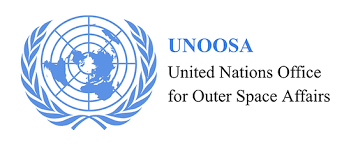 UNOOSA
United Nations Office
for Outer Space Affairs